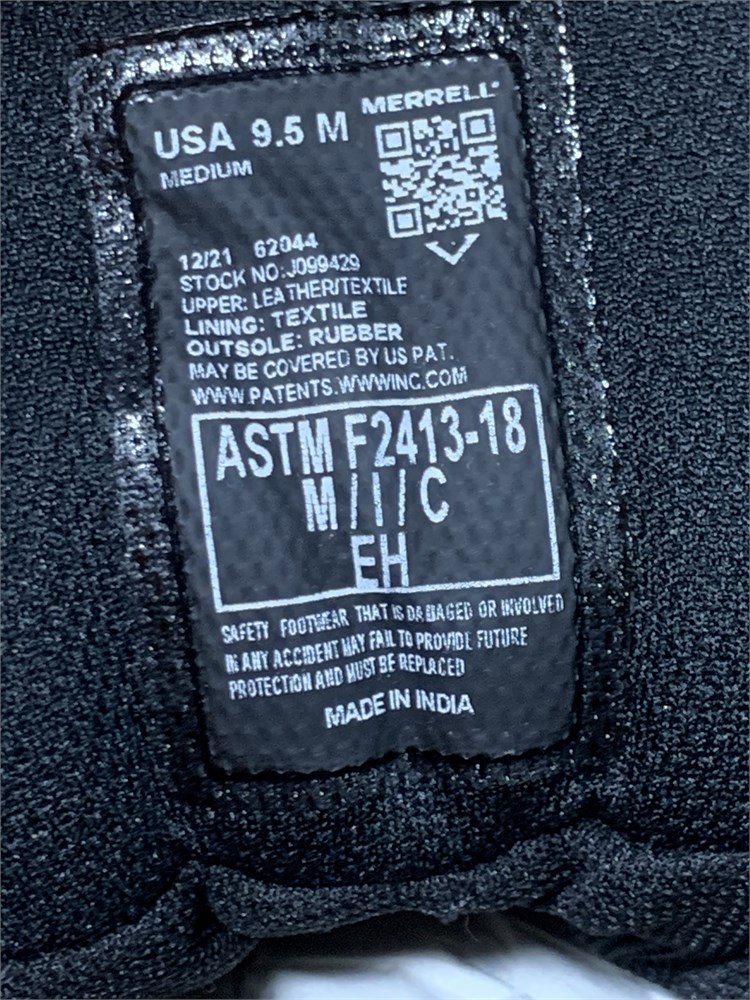 USA 9.5 M
MERRELL
MEDIUM
12/21 62044
STOCK NO:J099429
UPPER: LEATHER/TEXTILE
LINING: TEXTILE
OUTSOLE: RUBBER
MAY BE COVERED BY US PAT.
WWW.PATENTS.WWWINC.COM
ASTM F2413-18
M/I/C
EH
SAFETY FOOTWEAR THAT IS DAMAGED OR INVOLVED
IN ANY ACCIDENT MAY FAIL TO PROVIDE FUTURE
PROTECTION AND MUST BE REPLACED
MADE IN INDIA